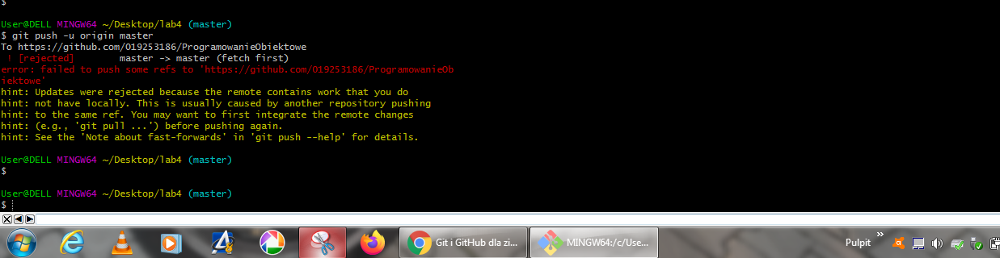 $
User@DELL MINGW64 ~/Desktop/lab4 (master)
$ git push -u origin master
To https://github.com/019253186/ProgramowanieObiektowe
 ! [rejected]        master -> master (fetch first)
error: failed to push some refs to 'https://github.com/019253186/ProgramowanieOb
iektowe'
hint: Updates were rejected because the remote contains work that you do
hint: not have locally. This is usually caused by another repository pushing
hint: to the same ref. You may want to first integrate the remote changes
hint: (e.g., 'git pull ...') before pushing again.
hint: See the 'Note about fast-forwards' in 'git push --help' for details.
User@DELL MINGW64 ~/Desktop/lab4 (master)
$
User@DELL MINGW64 ~/Desktop/lab4 (master)
$
Git i GitHub dla zi... MINGW64:/c/Use... Pulpit »